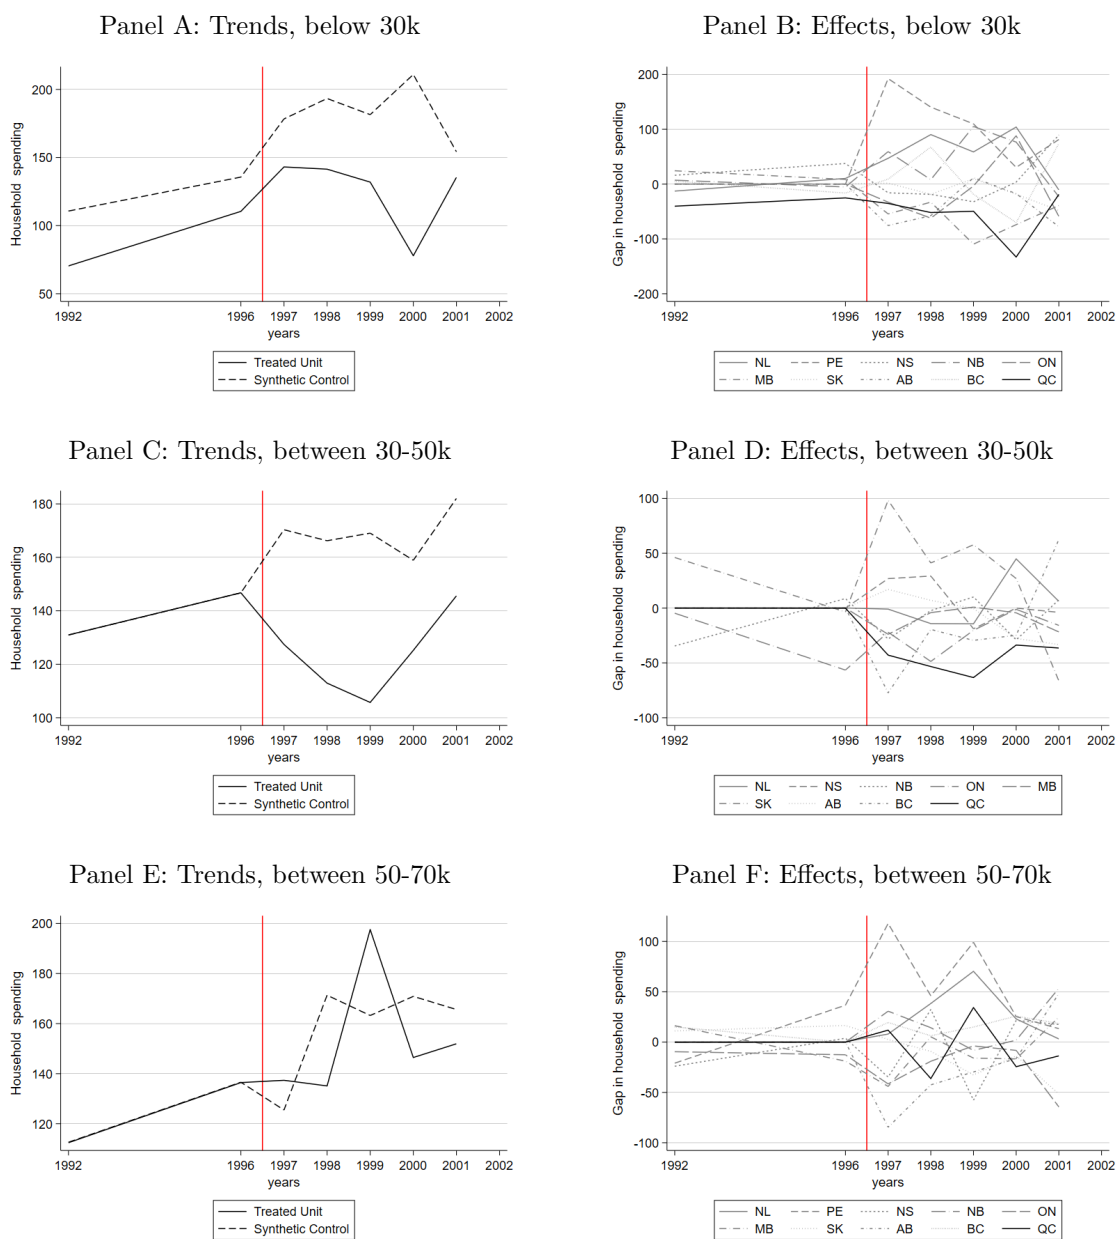 Panel A: Trends, below 30k
Household spending
200
150
100
50
1992 1996 1997 1998 1999 2000 2001 2002
years
Treated Unit
Synthetic Control
Panel B: Effects, below 30k
Gap in household spending
200
100
0
-100
-200
1992 1996 1997 1998 1999 2000 2001 2002
years
NL PE NS NB ON
MB SK AB BC QC
Panel C: Trends, between 30-50k
Household spending
180
160
140
120
100
1992 1996 1997 1998 1999 2000 2001 2002
years
Treated Unit
Synthetic Control
Panel D: Effects, between 30-50k
Gap in household spending
100
50
0
-50
-100
1992 1996 1997 1998 1999 2000 2001 2002
years
NL NS NB ON MB
SK AB BC QC
Panel E: Trends, between 50-70k
Household spending
200
180
160
140
120
1992 1996 1997 1998 1999 2000 2001 2002
years
Treated Unit
Synthetic Control
Panel F: Effects, between 50-70k
Gap in household spending
100
50
0
-50
-100
1992 1996 1997 1998 1999 2000 2001 2002
years
NL PE NS NB ON
MB SK AB BC QC